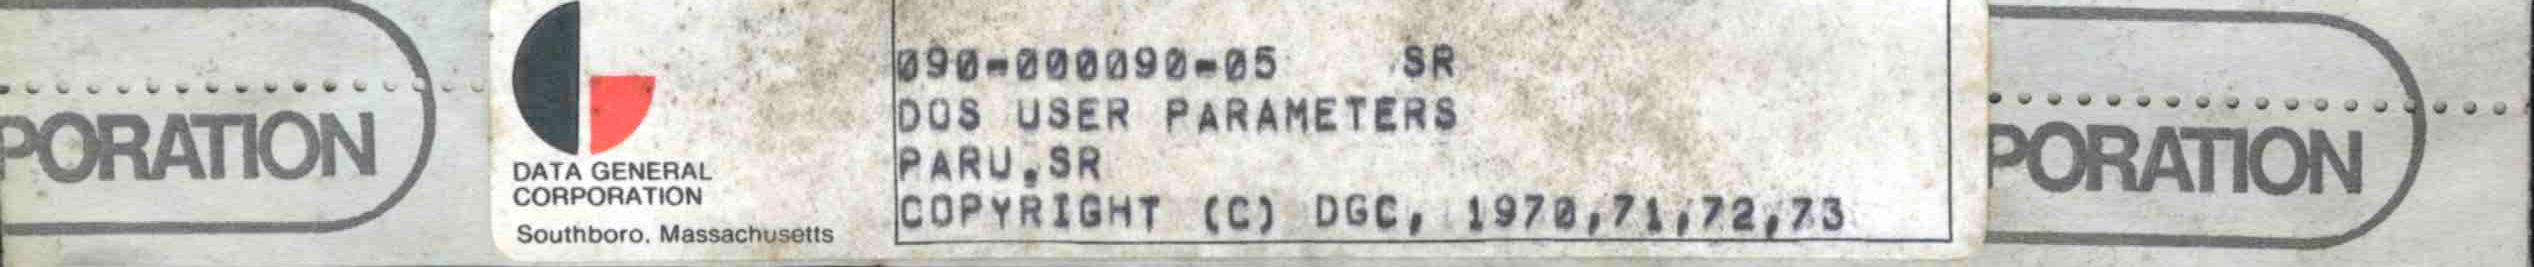 PORATION
DATA GENERAL
CORPORATION
Southboro, Massachusetts
090-000090-05 SR
DOS USER PARAMETERS
PARU.SR
COPYRIGHT (C) DGC, 1970,71,72,73
PORATION